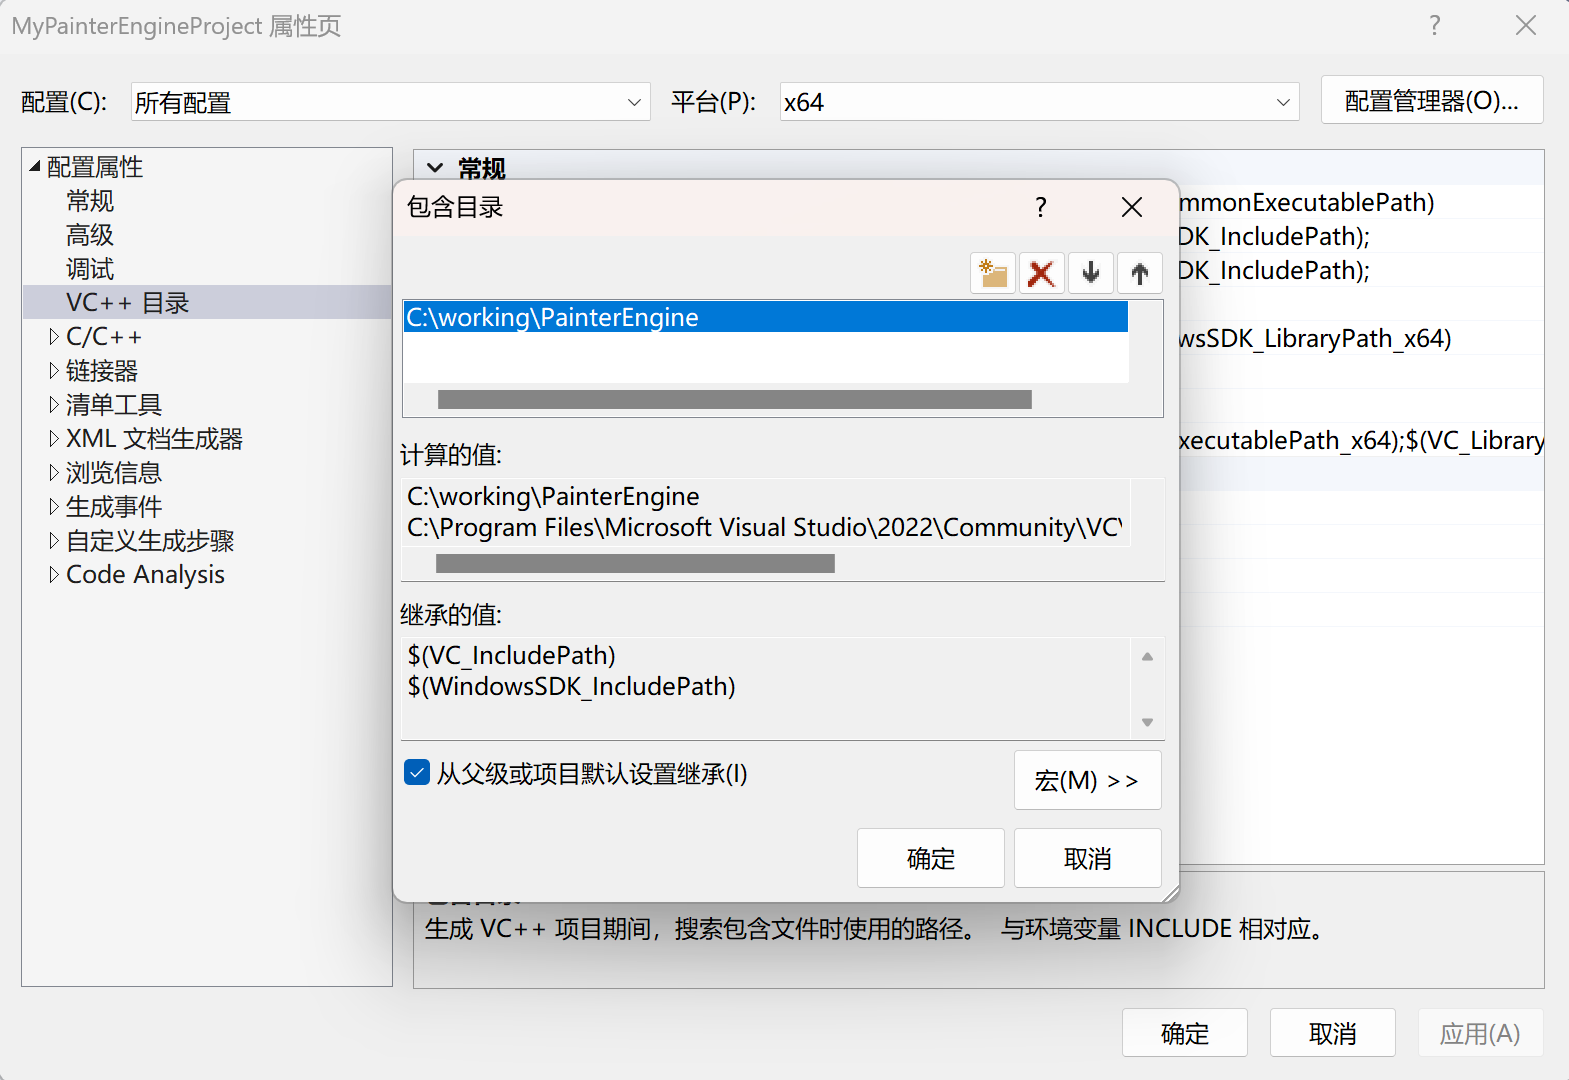 MyPainterEngineProject 属性页
配置(C):
所有配置
平台(P):
x64
配置管理器(O)...
配置属性
常规
高级
调试
VC++ 目录
C/C++
链接器
清单工具
XML 文档生成器
浏览信息
生成事件
自定义生成步骤
Code Analysis
常规
mmonExecutablePath)
DK_IncludePath);
DK_IncludePath);
wsSDK_LibraryPath_x64)
xecutablePath_x64);$(VC_Library
包含目录
C:\working\PainterEngine
计算的值:
C:\working\PainterEngine
C:\Program Files\Microsoft Visual Studio\2022\Community\VC\
继承的值:
$(VC_IncludePath)
$(WindowsSDK_IncludePath)
从父级或项目默认设置继承(I)
宏(M) >>
确定
取消
生成 VC++ 项目期间，搜索包含文件时使用的路径。 与环境变量 INCLUDE 相对应。
确定
取消
应用(A)